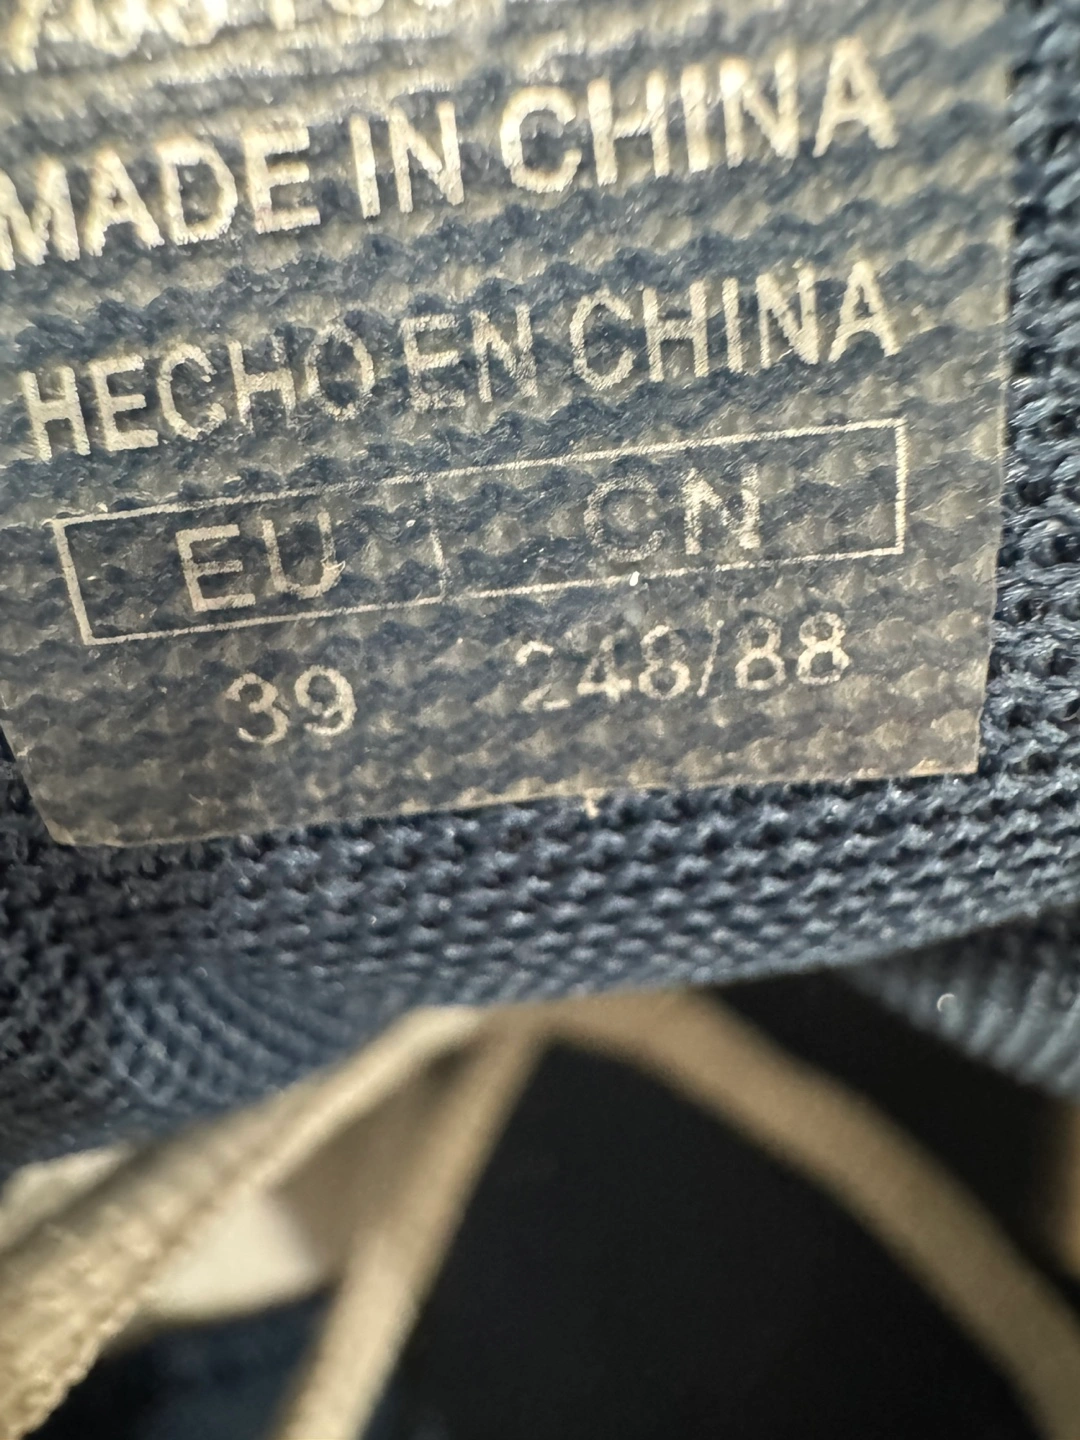 MADE IN CHINA
HECHO EN CHINA
EU CN
39 248/88